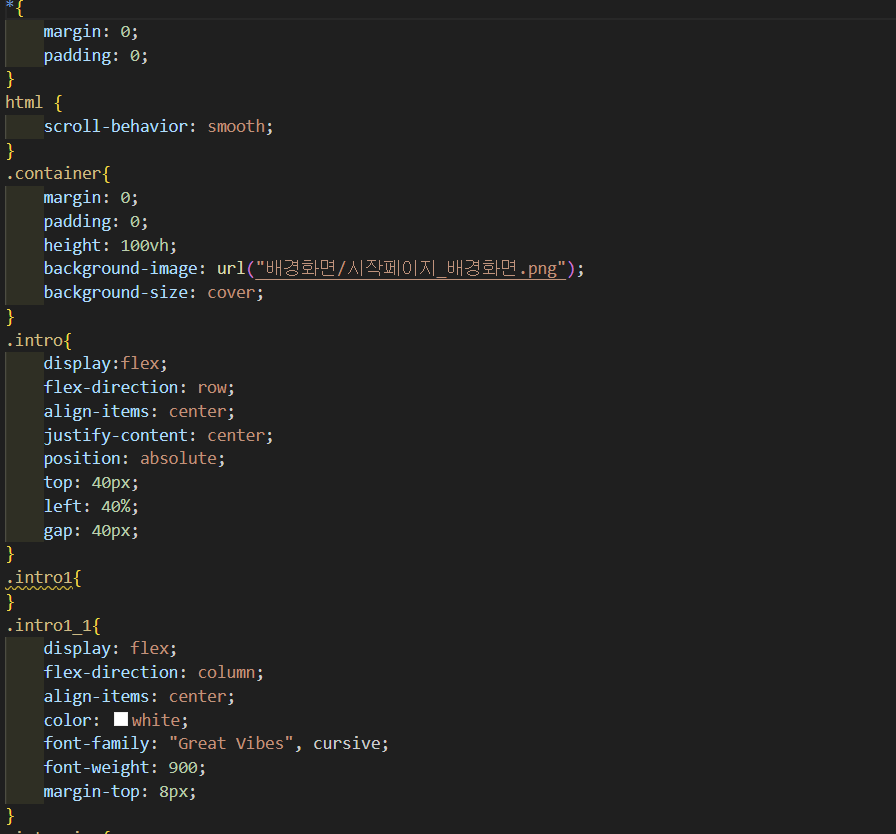 *{
    margin: 0;
    padding: 0;
}
html {
    scroll-behavior: smooth;
}
.container{
    margin: 0;
    padding: 0;
    height: 100vh;
    background-image: url("배경화면/시작페이지_배경화면.png");
    background-size: cover;
}
.intro{
    display:flex;
    flex-direction: row;
    align-items: center;
    justify-content: center;
    position: absolute;
    top: 40px;
    left: 40%;
    gap: 40px;
}
.intro1{
}
.intro1_1{
    display: flex;
    flex-direction: column;
    align-items: center;
    color: white;
    font-family: "Great Vibes", cursive;
    font-weight: 900;
    margin-top: 8px;
}